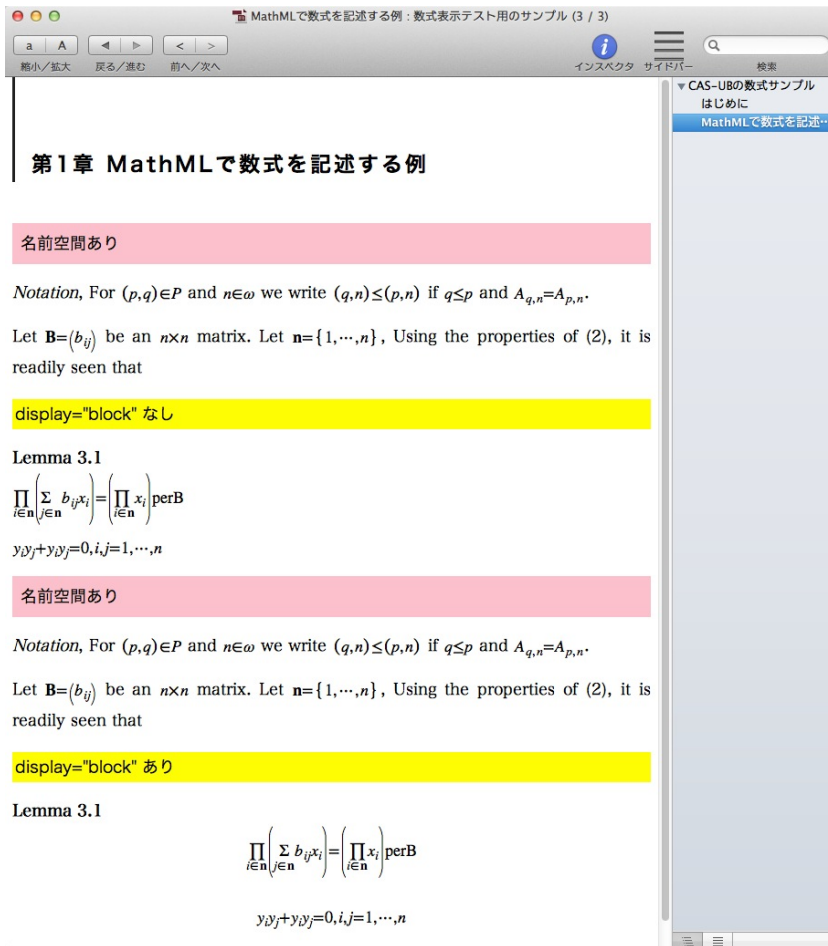 MathMLで数式を記述する例 : 数式表示テスト用のサンプル (3 / 3)
a A
縮小／拡大 戻る／進む 前へ／次へ インスペクタ サイドバー 検索
▼CAS-UBの数式サンプル
はじめに
MathMLで数式を記述…
第1章 MathMLで数式を記述する例
名前空間あり
Notation, For (p,q)∈P and n∈ω we write (q,n)≤(p,n) if q≤p and A_{q,n}=A_{p,n}.
Let B=(b_{ij}) be an n×n matrix. Let n={1,⋯,n}, Using the properties of (2), it is
readily seen that
display="block" なし
Lemma 3.1
∏_{i∈n}(Σ_{j∈n} b_{ij}x_i)=(∏_{i∈n} x_i)perB
y_iy_j+y_iy_j=0,i,j=1,⋯,n
名前空間あり
Notation, For (p,q)∈P and n∈ω we write (q,n)≤(p,n) if q≤p and A_{q,n}=A_{p,n}.
Let B=(b_{ij}) be an n×n matrix. Let n={1,⋯,n}, Using the properties of (2), it is
readily seen that
display="block" あり
Lemma 3.1
∏_{i∈n}(Σ_{j∈n} b_{ij}x_i)=(∏_{i∈n} x_i)perB
y_iy_j+y_iy_j=0,i,j=1,⋯,n